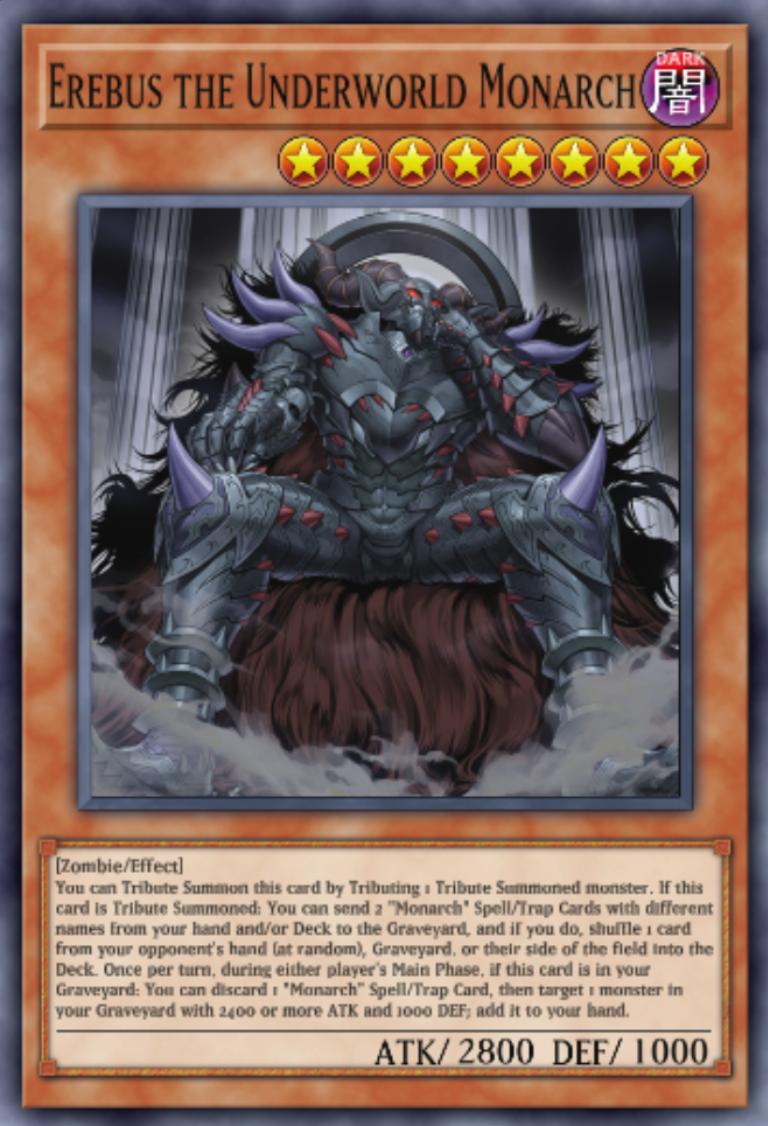 EREBUS THE UNDERWORLD MONARCH
DARK
闇
[Zombie/Effect]
You can Tribute Summon this card by Tributing 1 Tribute Summoned monster. If this
card is Tribute Summoned: You can send 2 "Monarch" Spell/Trap Cards with different
names from your hand and/or Deck to the Graveyard, and if you do, shuffle 1 card
from your opponent's hand (at random), Graveyard, or their side of the field into the
Deck. Once per turn, during either player's Main Phase, if this card is in your
Graveyard: You can discard 1 "Monarch" Spell/Trap Card, then target 1 monster in
your Graveyard with 2400 or more ATK and 1000 DEF; add it to your hand.
ATK/ 2800 DEF/ 1000